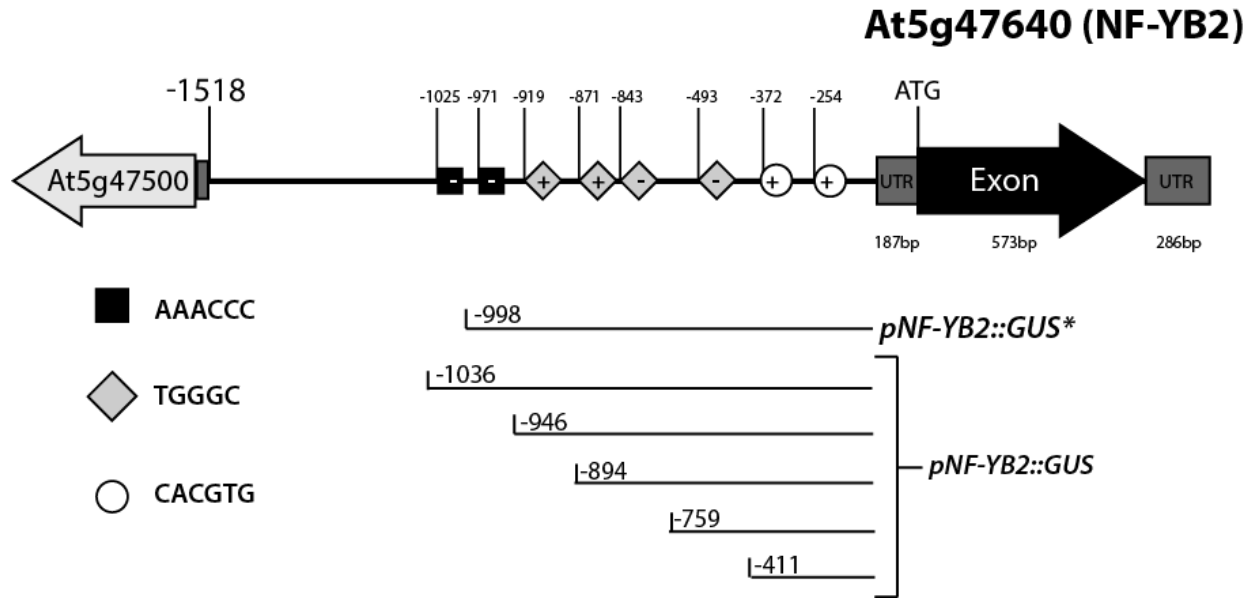 At5g47640 (NF-YB2)
-1518
-1025 -971 -919 -871 -843 -493 -372 -254 ATG
At5g47500 - - + + - - + + UTR Exon UTR
187bp 573bp 286bp
AAACCC
-998 pNF-YB2::GUS*
-1036
TGGGC
-946
-894 pNF-YB2::GUS
CACGTG
-759
-411